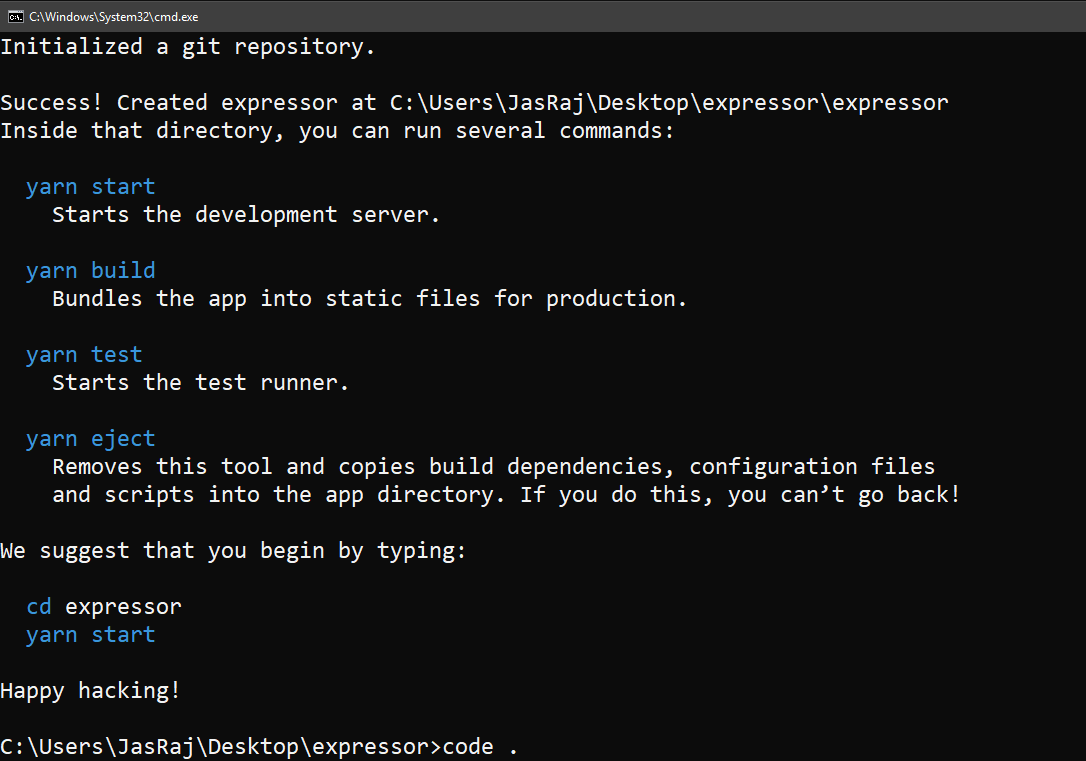 C:\Windows\System32\cmd.exe
Initialized a git repository.
Success! Created expressor at C:\Users\JasRaj\Desktop\expressor\expressor
Inside that directory, you can run several commands:
yarn start
Starts the development server.
yarn build
Bundles the app into static files for production.
yarn test
Starts the test runner.
yarn eject
Removes this tool and copies build dependencies, configuration files
and scripts into the app directory. If you do this, you can’t go back!
We suggest that you begin by typing:
cd expressor
yarn start
Happy hacking!
C:\Users\JasRaj\Desktop\expressor>code .